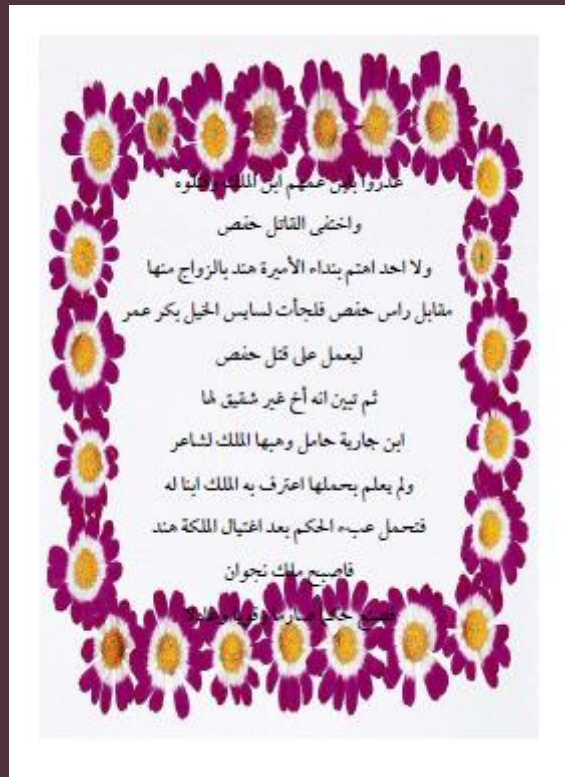 غدروا بابن عمهم ابن الملك وقتلوه
واختفى القاتل حفص
ولا احد اهتم بنداء الأميرة هند بالزواج منها
مقابل راس حفص فلجأت لسايس الخيل بكر عمر
ليعمل على قتل حفص
ثم تبين انه أخ غير شقيق لها
ابن جارية حامل وهبها الملك لشاعر
ولم يعلم بحملها اعترف به الملك ابنا له
فتحمل عبء الحكم بعد اغتيال الملكة هند
فاصبح ملك نجوان